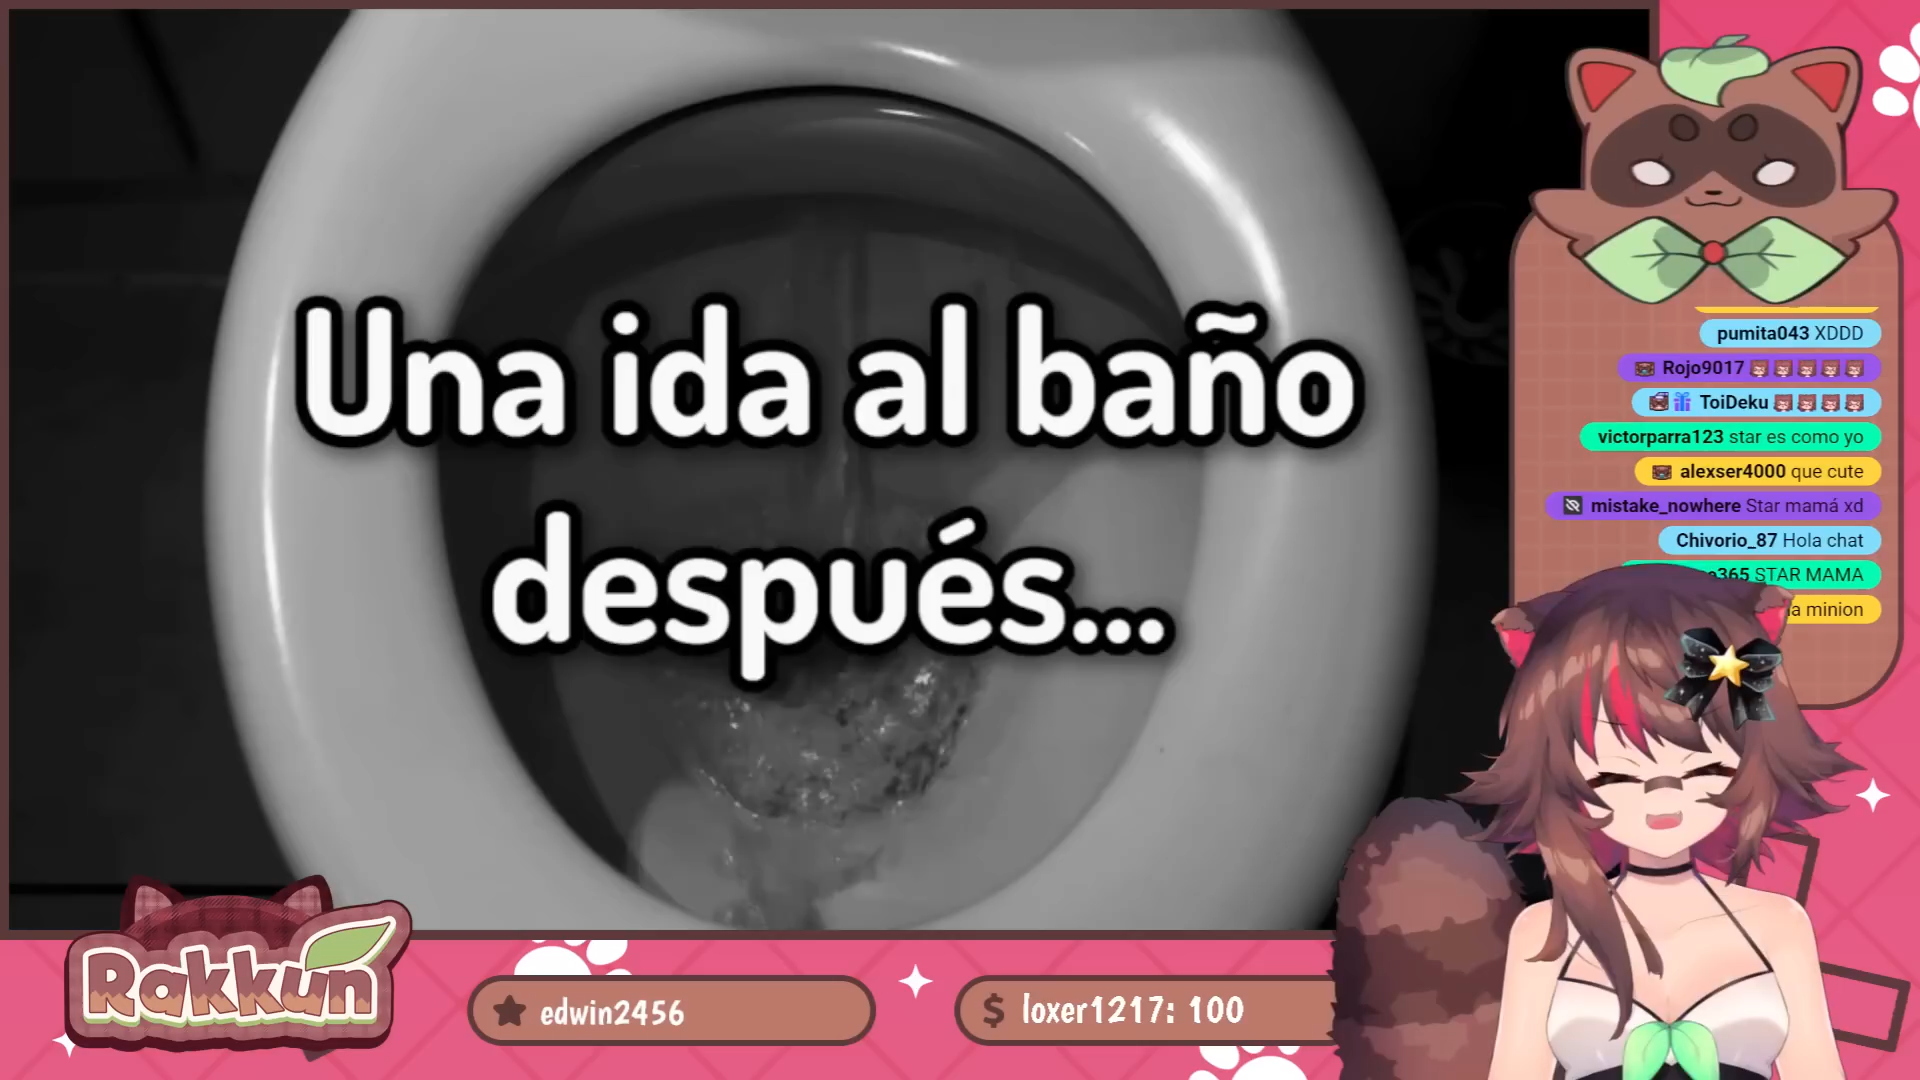 Una ida al baño
después...
pumita043 XDDD
Rojo9017
ToiDeku
victorparra123 star es como yo
alexser4000 que cute
mistake_nowhere Star mamá xd
Chivorio_87 Hola chat
STAR MAMA
minion
Rakkun
edwin2456
$ loxer1217: 100